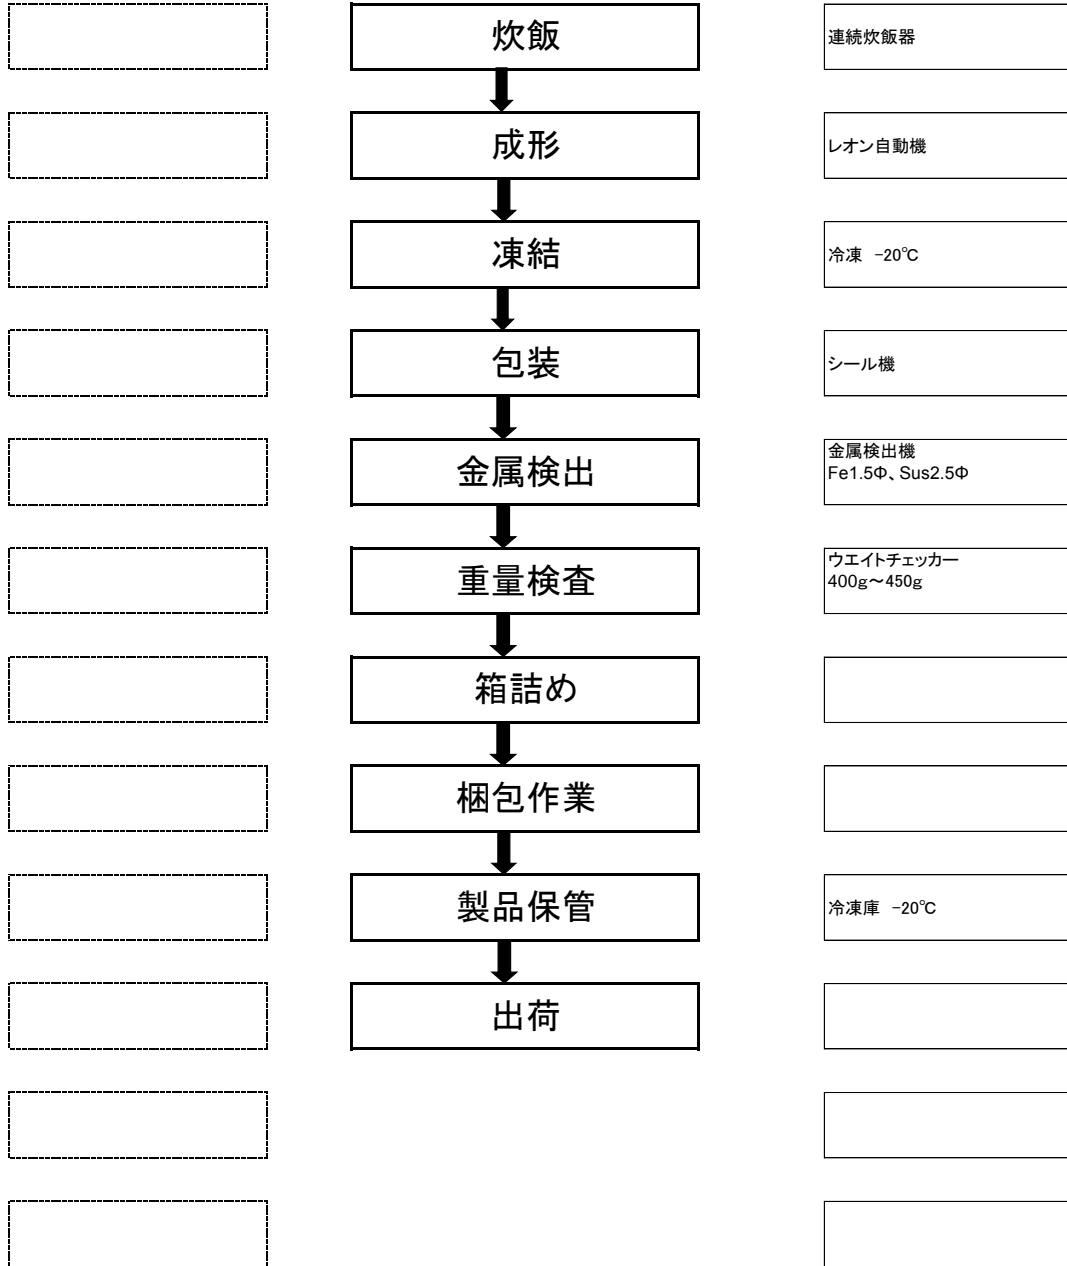 炊飯
連続炊飯器
成形
レオン自動機
凍結
冷凍 -20℃
包装
シール機
金属検出
金属検出機
Fe1.5Φ、Sus2.5Φ
重量検査
ウエイトチェッカー
400g～450g
箱詰め
梱包作業
製品保管
冷凍庫 -20℃
出荷